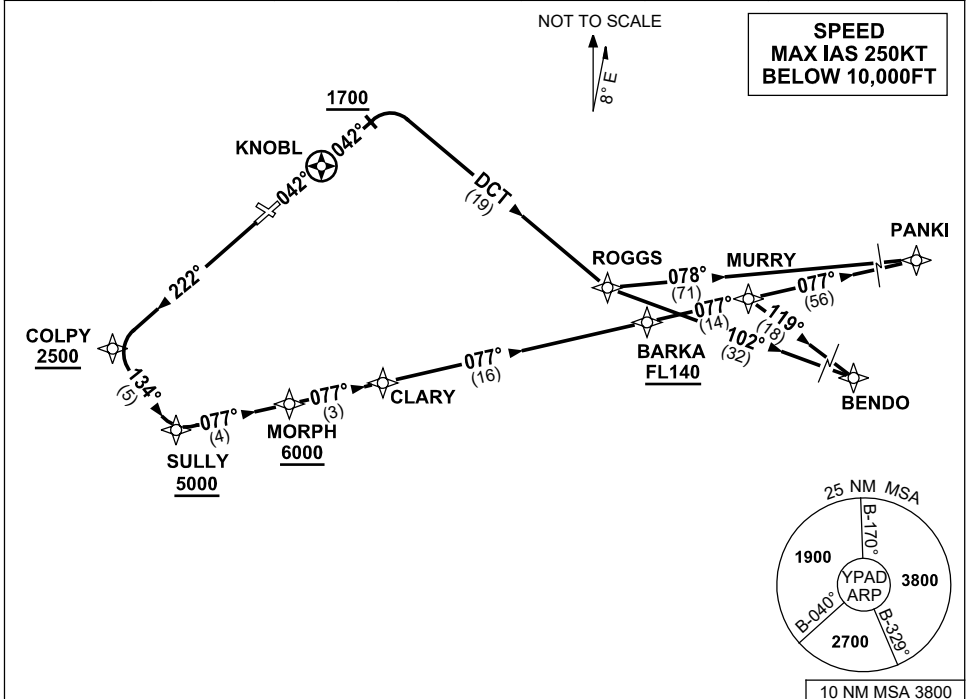 NOT TO SCALE
8° E
SPEED
MAX IAS 250KT
BELOW 10,000FT
1700
042°
KNOBL
042°
DCT
(19)
222°
PANKI
ROGGS
MURRY
078°
(71)
077°
(56)
077°
(14)
119°
(18)
102°
(32)
COLPY
2500
134°
(5)
BARKA
FL140
077°
(16)
CLARY
BENDO
077°
(3)
077°
(4)
MORPH
6000
SULLY
5000
25 NM MSA
B-170°
1900
3800
YPAD
ARP
B-040°
B-329°
2700
10 NM MSA 3800